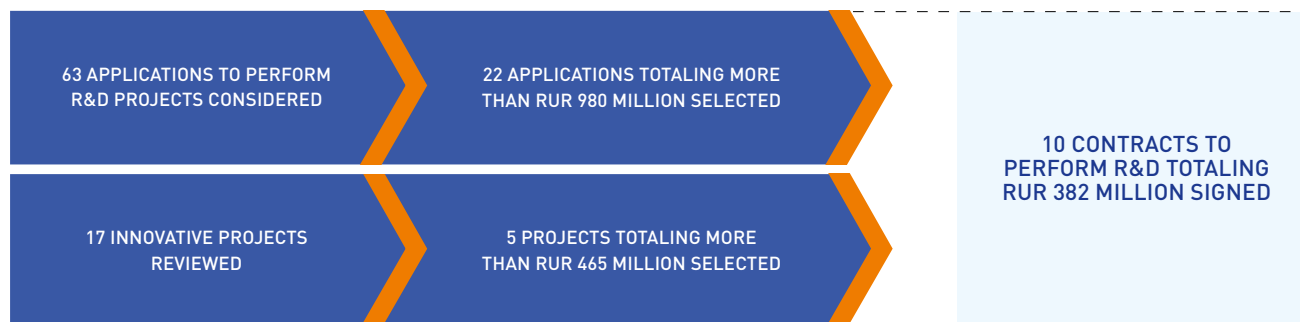 63 APPLICATIONS TO PERFORM
R&D PROJECTS CONSIDERED
22 APPLICATIONS TOTALING MORE
THAN RUR 980 MILLION SELECTED
17 INNOVATIVE PROJECTS
REVIEWED
5 PROJECTS TOTALING MORE
THAN RUR 465 MILLION SELECTED
10 CONTRACTS TO
PERFORM R&D TOTALING
RUR 382 MILLION SIGNED